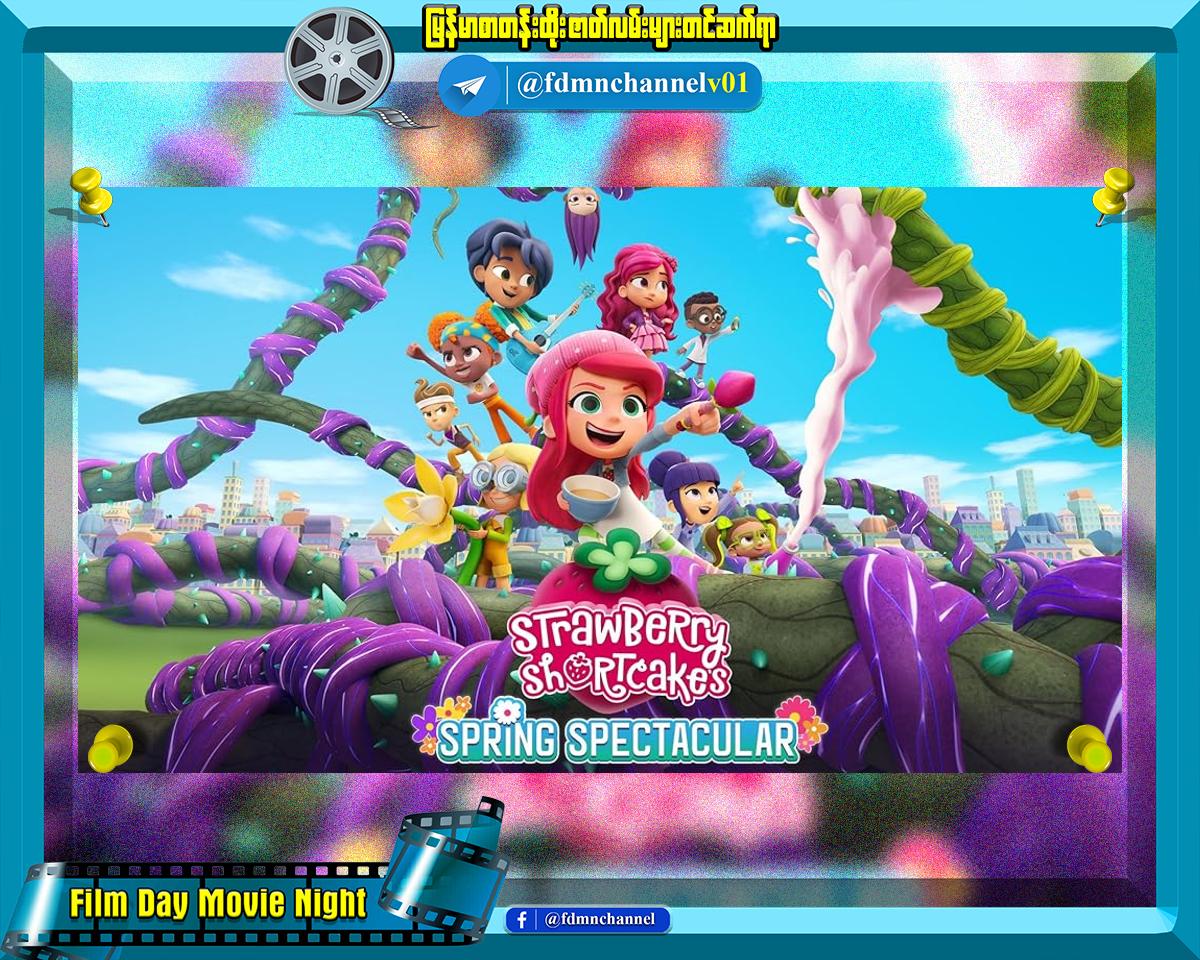 မြန်မာစာတန်းထိုး ဇာတ်လမ်းများတင်ဆက်ရာ
@fdmnchannelv01
STRAWBERRY
SHORTCAKE'S
SPRING SPECTACULAR
Film Day Movie Night
@fdmnchannel